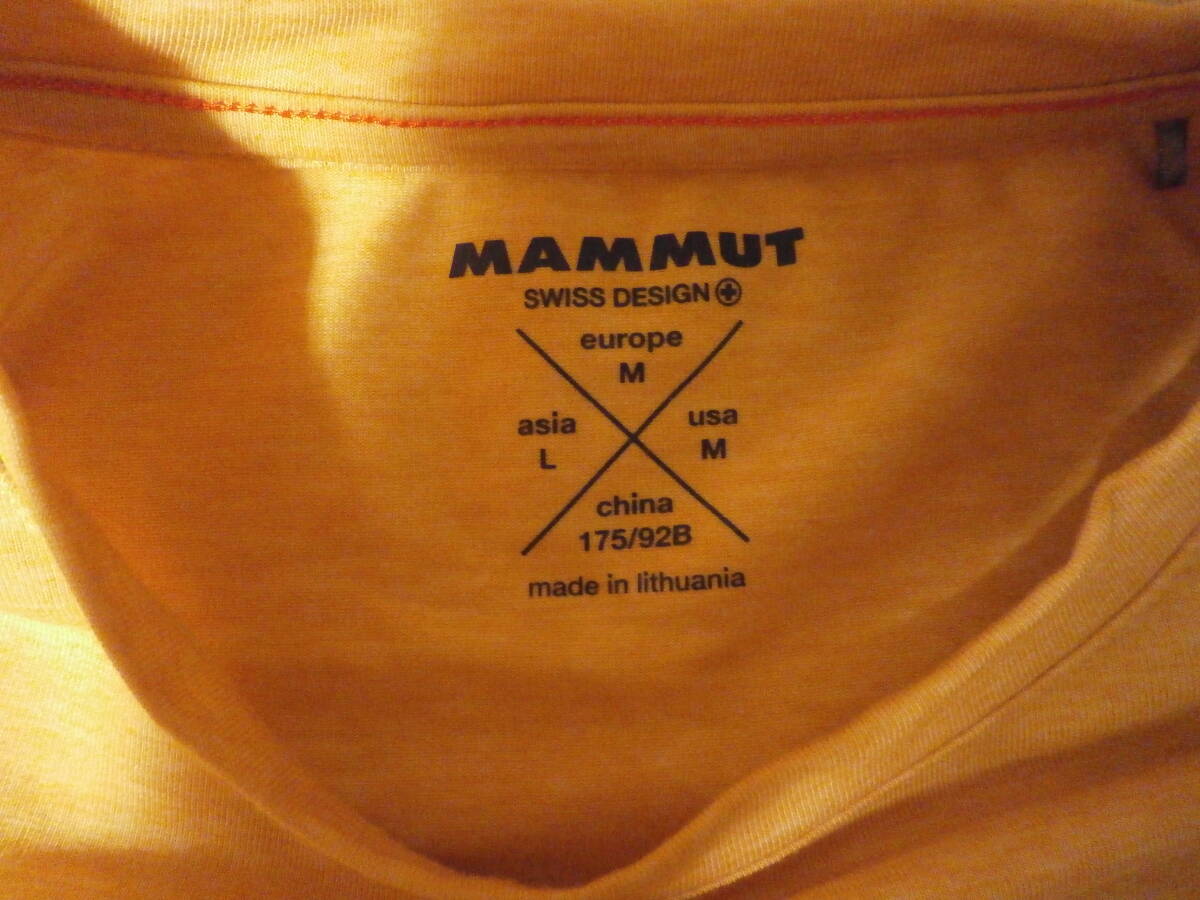 MAMMUT
SWISS DESIGN
europe
M
asia
L
usa
M
china
175/92B
made in lithuania